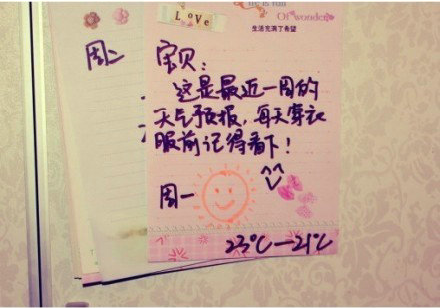 LOVE
Life is full
Of wonder
生活充满了希望
周二
宝贝:
这是最近一周的
天气预报,每天穿衣
服前记得看下!
^^
周一
23℃—21℃